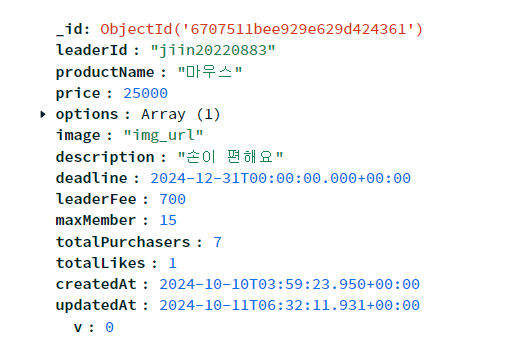 _id: ObjectId('6707511bee929e629d424361')
leaderId : "jiin20220883"
productName : "마우스"
price : 25000
options : Array (1)
image : "img_url"
description : "손이 편해요"
deadline : 2024-12-31T00:00:00.000+00:00
leaderFee : 700
maxMember : 15
totalPurchasers : 7
totalLikes : 1
createdAt : 2024-10-10T03:59:23.950+00:00
updatedAt : 2024-10-11T06:32:11.931+00:00
v : 0